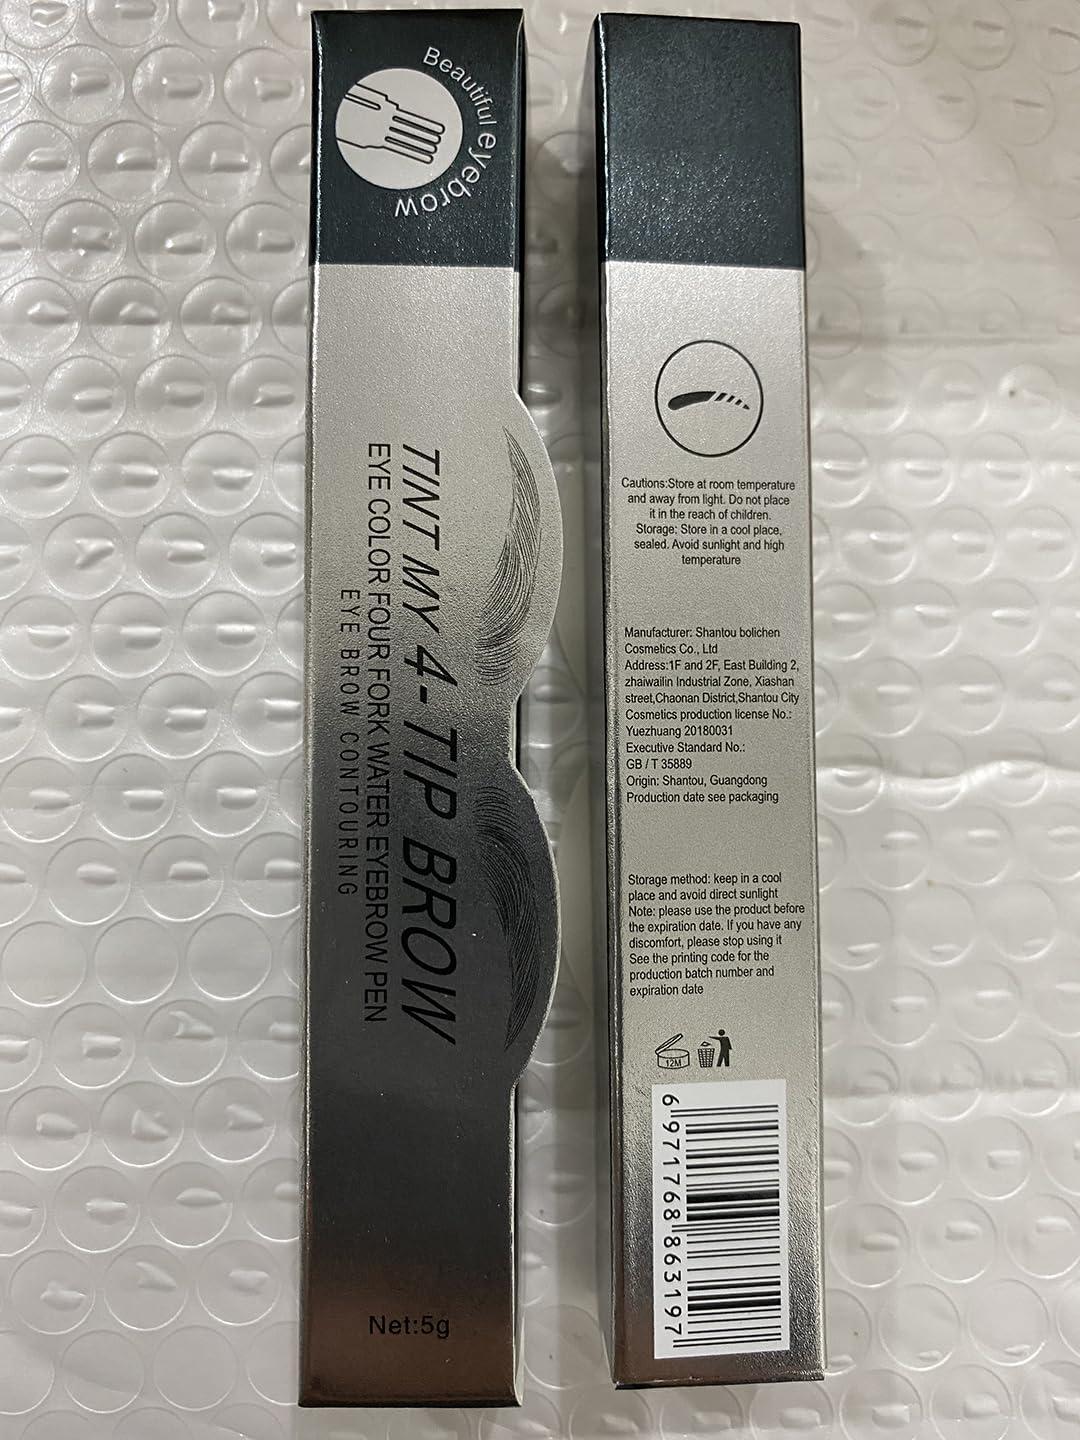 Beautiful eyebrow
TINT MY 4-TIP BROW
EYE COLOR FOUR FORK WATER EYEBROW PEN
EYE BROW CONTOURING
Net:5g
Cautions:Store at room temperature
and away from light. Do not place
it in the reach of children.
Storage: Store in a cool place,
sealed. Avoid sunlight and high
temperature
Manufacturer: Shantou bolichen
Cosmetics Co., Ltd
Address:1F and 2F, East Building 2,
zhaiwailin Industrial Zone, Xiashan
street,Chaonan District,Shantou City
Cosmetics production license No.:
Yuezhuang 20180031
Executive Standard No.:
GB / T 35889
Origin: Shantou, Guangdong
Production date see packaging
Storage method: keep in a cool
place and avoid direct sunlight
Note: please use the product before
the expiration date. If you have any
discomfort, please stop using it
See the printing code for the
production batch number and
expiration date
12M
6 971768 863197